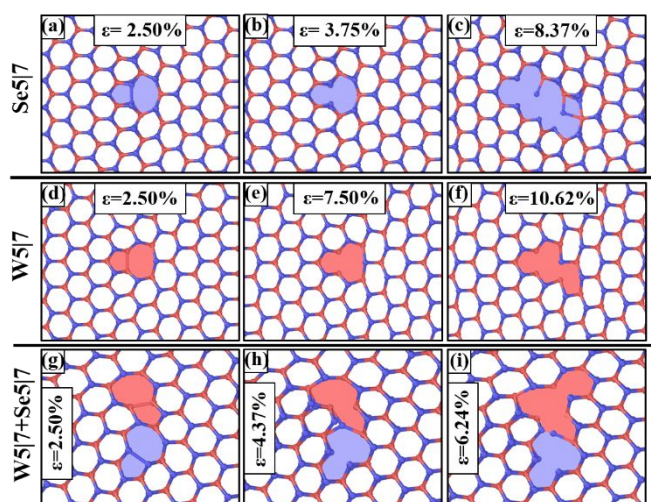 Se5|7
(a) ε= 2.50%
(b) ε= 3.75%
(c) ε=8.37%
W5|7
(d) ε=2.50%
(e) ε=7.50%
(f) ε=10.62%
W5|7+Se5|7
(g) ε=2.50%
(h) ε=4.37%
(i) ε=6.24%